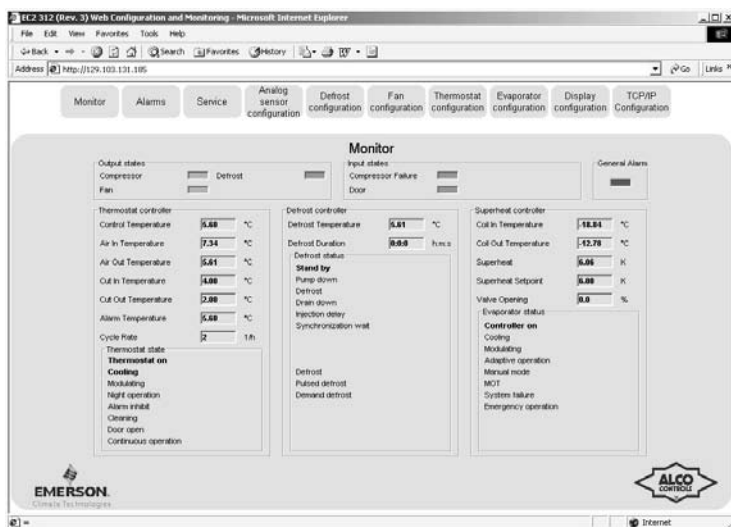 EC2 312 (Rev. 3) Web Configuration and Monitoring - Microsoft Internet Explorer
File Edit View Favorites Tools Help
Back Search Favorites History
Address http://129.103.131.185 Go Links »
Monitor Alarms Service Analog sensor configuration Defrost configuration Fan configuration Thermostat configuration Evaporator configuration Display configuration TCP/IP Configuration
Monitor
Output states
Compressor Defrost
Fan
Input states
Compressor Failure
Door
General Alarm
Thermostat controller
Control Temperature 5.60 °C
Air In Temperature 7.34 °C
Air Out Temperature 5.61 °C
Cut In Temperature 4.00 °C
Cut Out Temperature 2.00 °C
Alarm Temperature 5.60 °C
Cycle Rate 2 1/h
Thermostat state
Thermostat on
Cooling
Modulating
Night operation
Alarm inhibit
Cleaning
Door open
Continuous operation
Defrost controller
Defrost Temperature 5.61 °C
Defrost Duration 0:0:0 h:m:s
Defrost status
Stand by
Pump down
Defrost
Drain down
Injection delay
Synchronization wait
Defrost
Pulsed defrost
Demand defrost
Superheat controller
Coil In Temperature -18.84 °C
Coil Out Temperature -12.78 °C
Superheat 6.06 K
Superheat Setpoint 6.00 K
Valve Opening 0.0 %
Evaporator status
Controller on
Cooling
Modulating
Adaptive operation
Manual mode
MOT
System failure
Emergency operation
EMERSON.
Climate Technologies
ALCO
CONTROLS
Internet